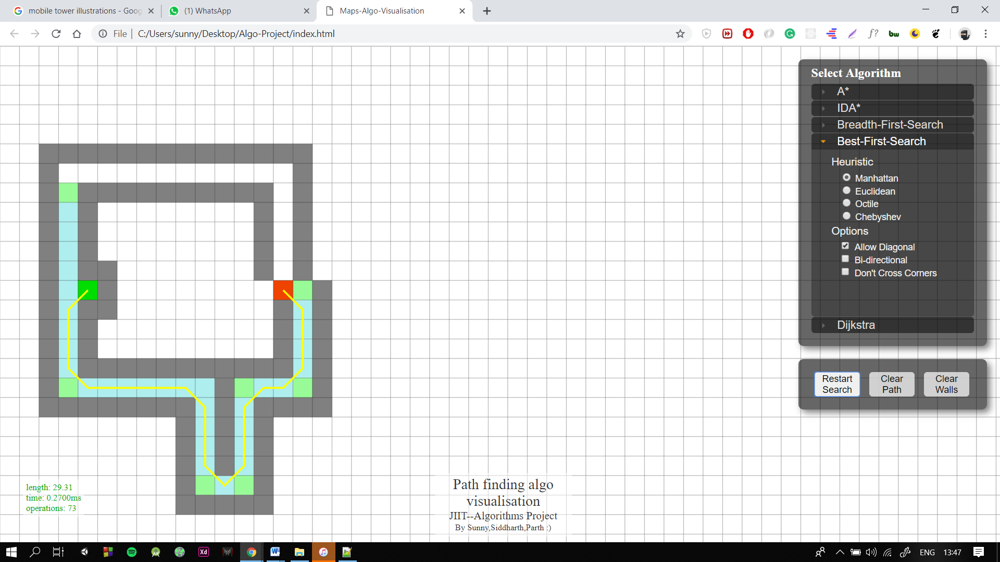 mobile tower illustrations - Goog
(1) WhatsApp
Maps-Algo-Visualisation
File
C:/Users/sunny/Desktop/Algo-Project/index.html
f?
bw
Select Algorithm
A*
IDA*
Breadth-First-Search
Best-First-Search
Heuristic
Manhattan
Euclidean
Octile
Chebyshev
Options
Allow Diagonal
Bi-directional
Don't Cross Corners
Dijkstra
Restart
Search
Clear
Path
Clear
Walls
length: 29.31
time: 0.2700ms
operations: 73
Path finding algo
visualisation
JIIT--Algorithms Project
By Sunny,Siddharth,Parth :)
Xd
ENG
13:47